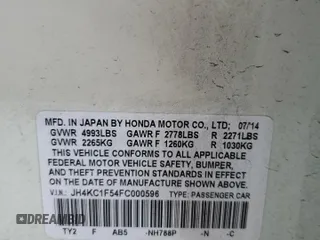 MFD. IN JAPAN BY HONDA MOTOR CO., LTD; 07/14
GVWR 4993LBS GAWR F 2778LBS R 2271LBS
GVWR 2265KG GAWR F 1260KG R 1030KG
THIS VEHICLE CONFORMS TO ALL APPLICABLE
FEDERAL MOTOR VEHICLE SAFETY, BUMPER,
AND THEFT PREVENTION STANDARDS IN EFFECT
ON THE DATE OF MANUFACTURE SHOWN ABOVE.
V.I.N.: JH4KC1F54FC000596 TYPE: PASSENGER CAR
TY2 F AB5 -NH788P -N -C
DREAMBID